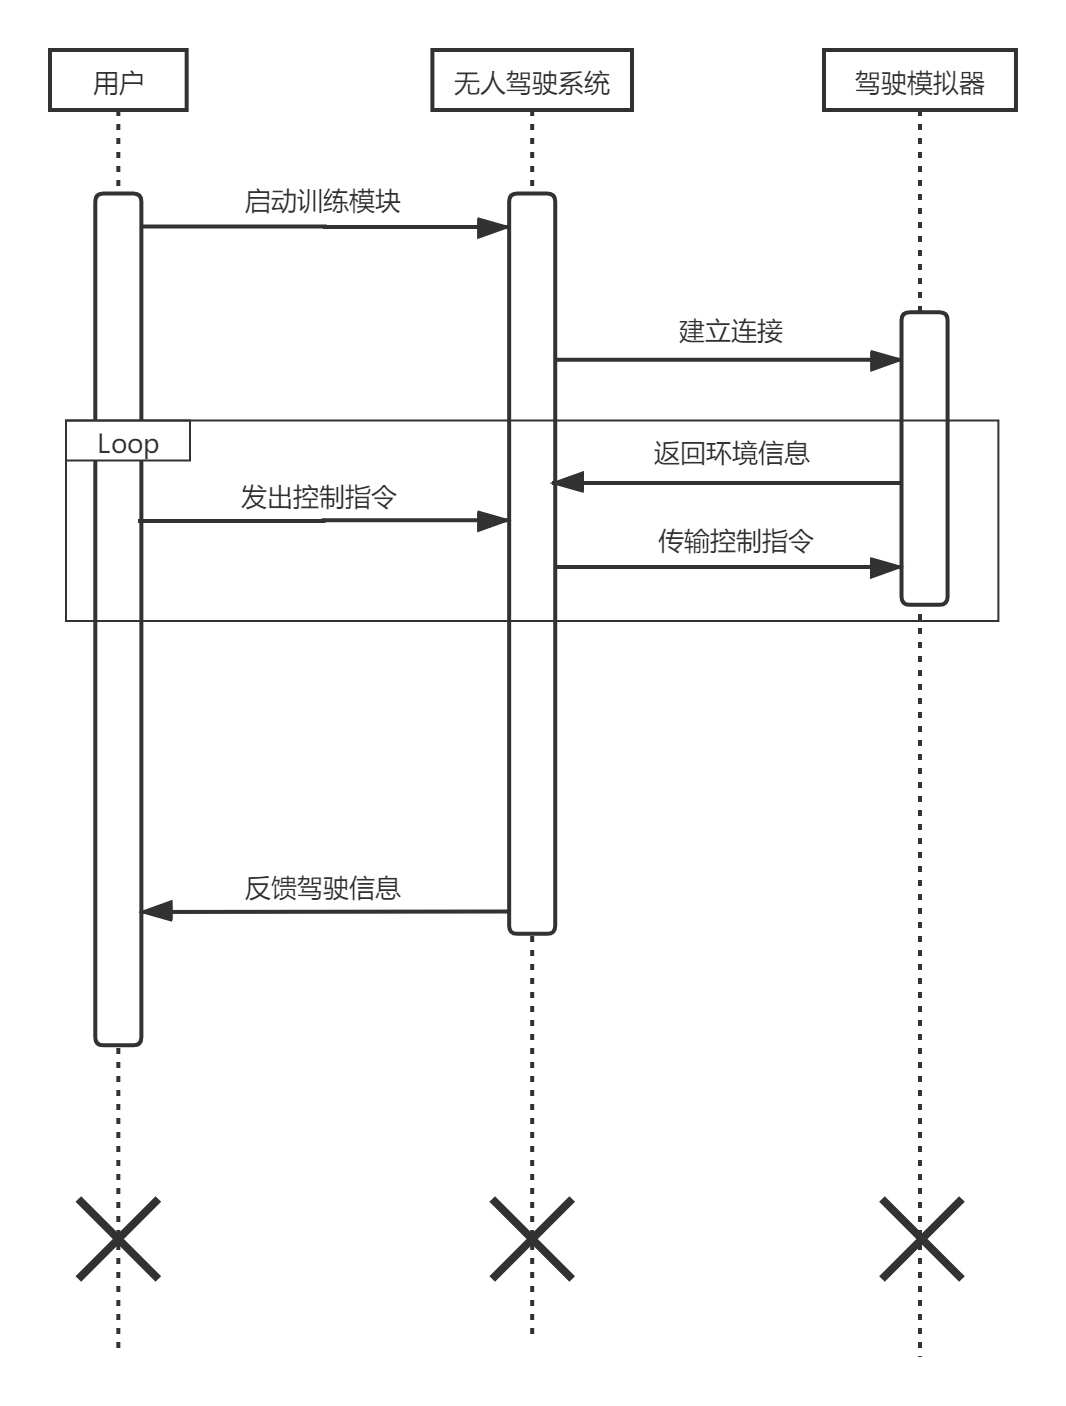 用户
无人驾驶系统
驾驶模拟器
启动训练模块
建立连接
Loop
返回环境信息
发出控制指令
传输控制指令
反馈驾驶信息